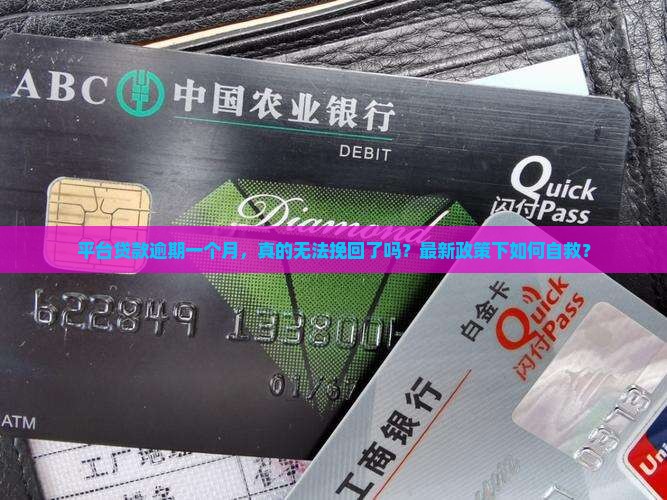 ABC 中国农业银行
DEBIT
Quick
闪付Pass
Diamond
平台贷款逾期一个月，真的无法挽回了吗？最新政策下如何自救？
622849 133800
白金卡
Quick
闪付Pass
工商银行
ATM
0313